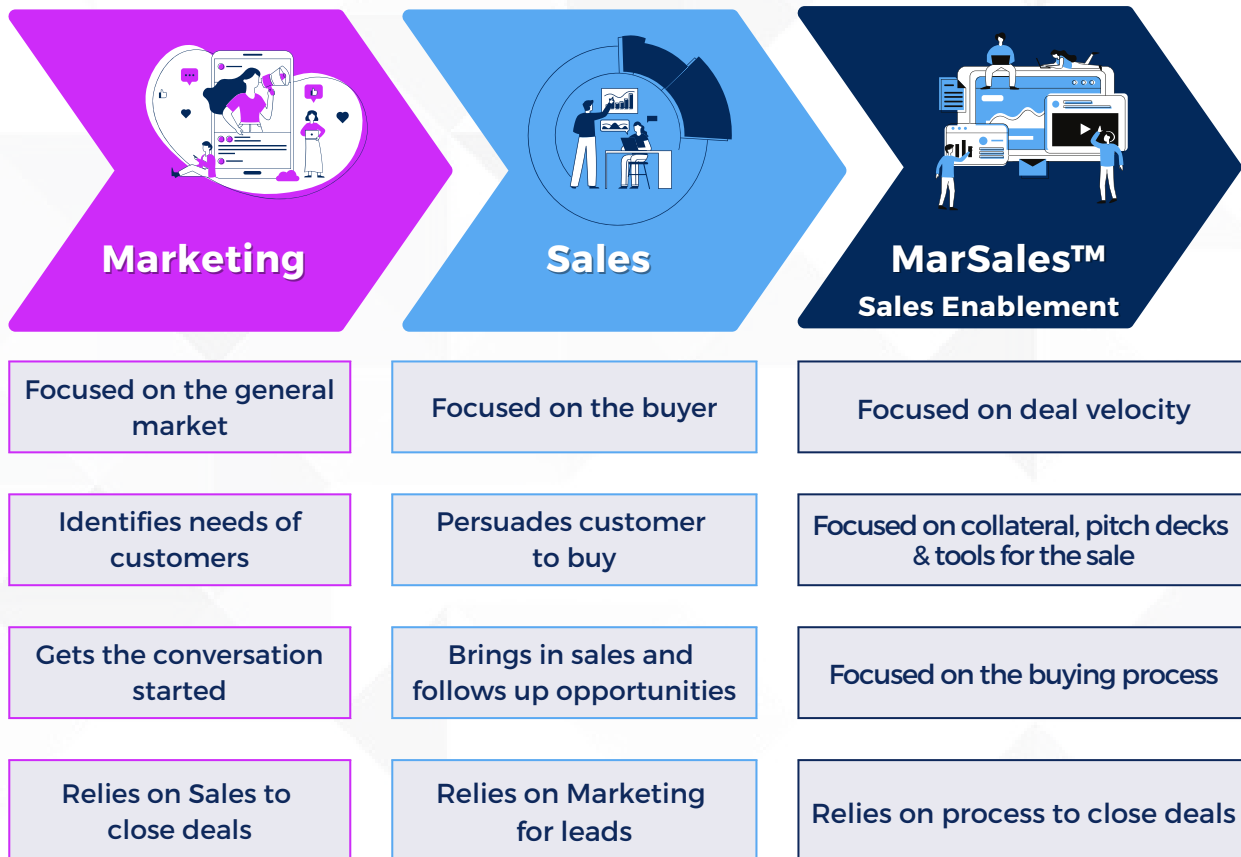 Marketing
Sales
MarSales™
Sales Enablement
Focused on the general
market
Focused on the buyer
Focused on deal velocity
Identifies needs of
customers
Persuades customer
to buy
Focused on collateral, pitch decks
& tools for the sale
Gets the conversation
started
Brings in sales and
follows up opportunities
Focused on the buying process
Relies on Sales to
close deals
Relies on Marketing
for leads
Relies on process to close deals